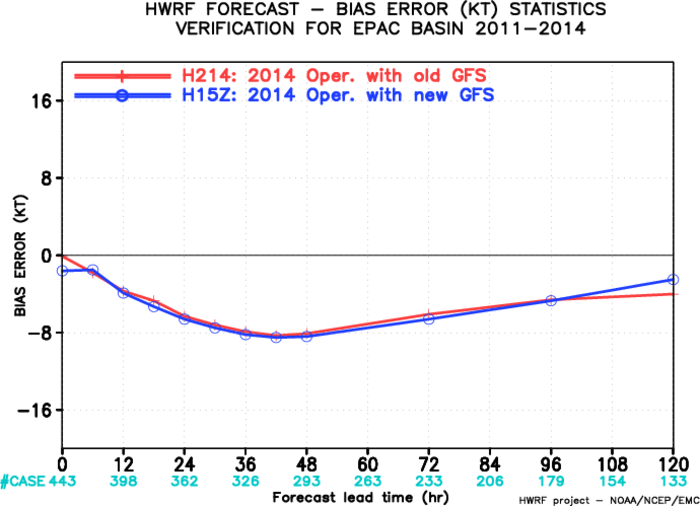 HWRF FORECAST − BIAS ERROR (KT) STATISTICS
VERIFICATION FOR EPAC BASIN 2011−2014
H214: 2014 Oper. with old GFS
H15Z: 2014 Oper. with new GFS
16
8
0
−8
−16
BIAS ERROR (KT)
0 12 24 36 48 60 72 84 96 108 120
#CASE 443 398 362 326 293 263 233 206 179 154 133
Forecast lead time (hr)
HWRF project − NOAA/NCEP/EMC